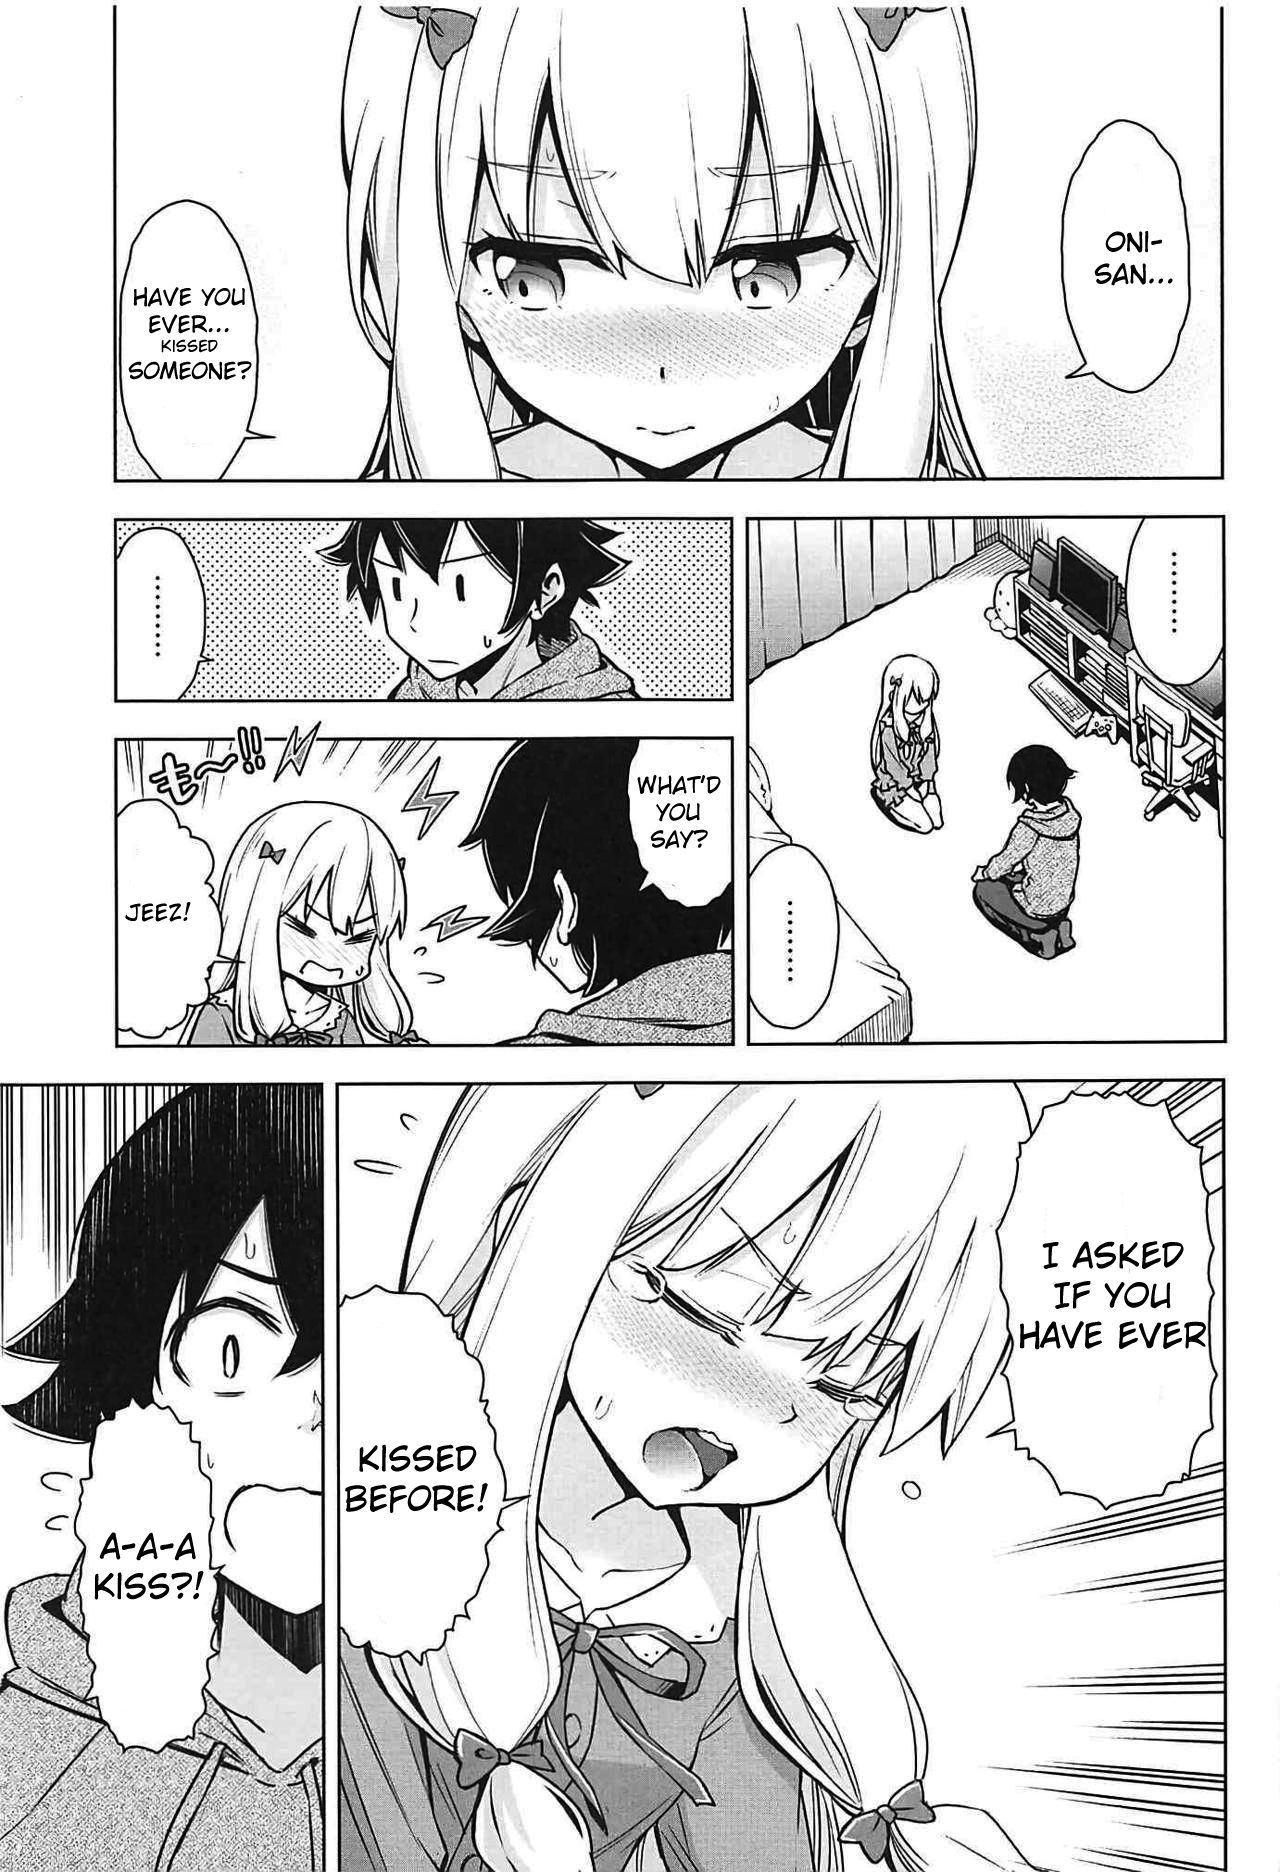 ONI-
SAN...
HAVE YOU
EVER...
KISSED
SOMEONE?
.......
.......
.......
WHAT'D
YOU
SAY?
も〜!!
JEEZ!
I ASKED
IF YOU
HAVE EVER
KISSED
BEFORE!
A-A-A
KISS?!